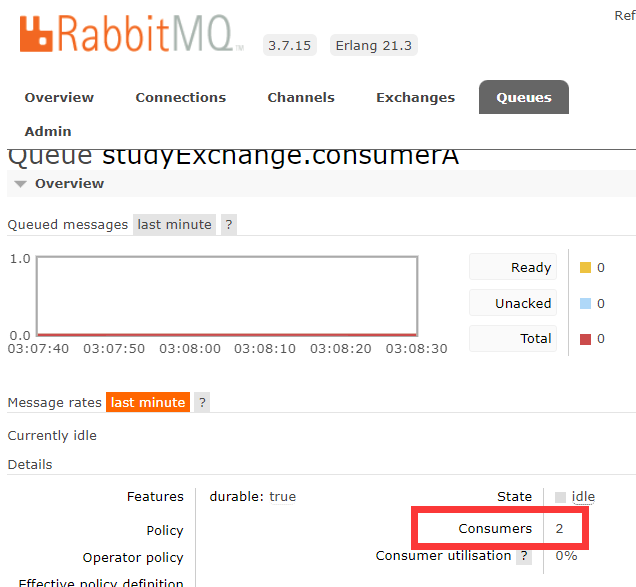 RabbitMQ™ 3.7.15 Erlang 21.3 Ref
Overview Connections Channels Exchanges Queues
Admin
Queue studyExchange.consumerA
Overview
Queued messages last minute ?
1.0
0.0
03:07:40 03:07:50 03:08:00 03:08:10 03:08:20 03:08:30
Ready 0
Unacked 0
Total 0
Message rates last minute ?
Currently idle
Details
Features durable: true
Policy
Operator policy
Effective policy definition
State idle
Consumers 2
Consumer utilisation ? 0%